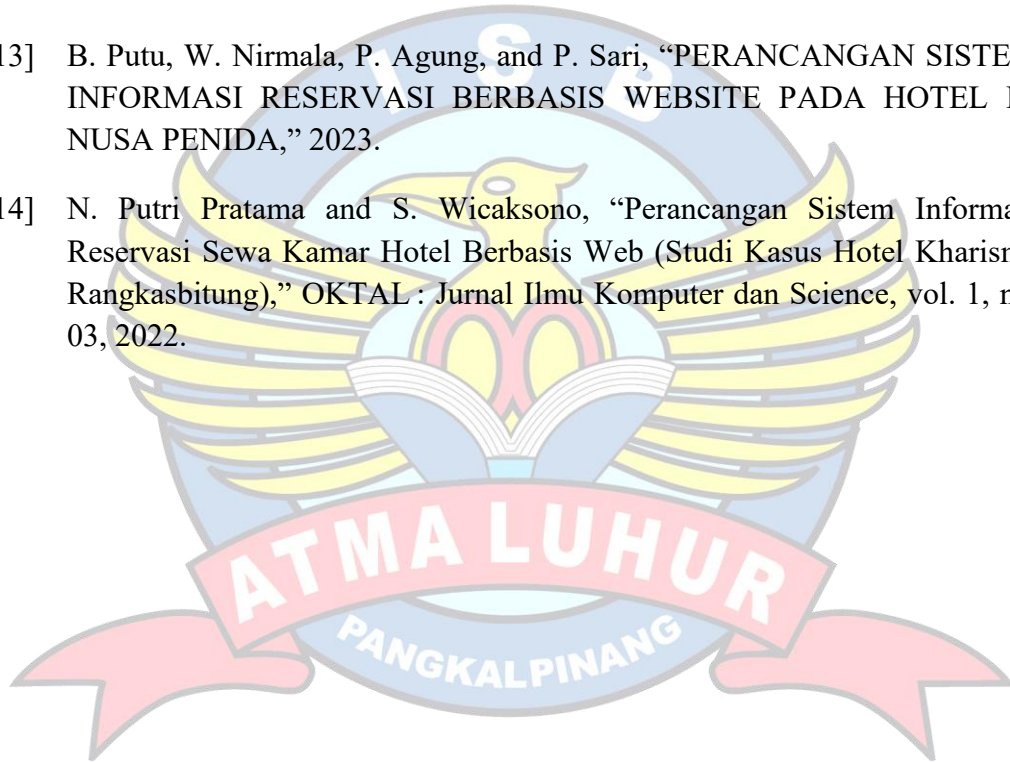 13] B. Putu, W. Nirmala, P. Agung, and P. Sari, “PERANCANGAN SISTE
INFORMASI RESERVASI BERBASIS WEBSITE PADA HOTEL
NUSA PENIDA,” 2023.
14] N. Putri Pratama and S. Wicaksono, “Perancangan Sistem Informa
Reservasi Sewa Kamar Hotel Berbasis Web (Studi Kasus Hotel Kharisn
Rangkasbitung),” OKTAL : Jurnal Ilmu Komputer dan Science, vol. 1, n
03, 2022.
I S B
ATMA LUHUR
PANGKALPINANG